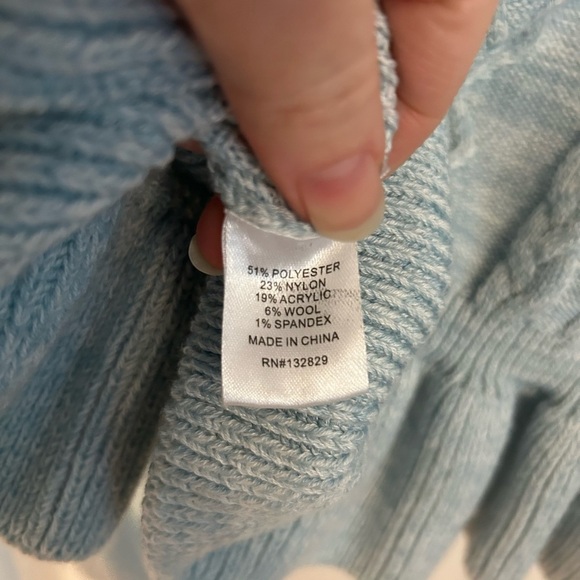 51% POLYESTER
23% NYLON
19% ACRYLIC
6% WOOL
1% SPANDEX
MADE IN CHINA
RN#132829